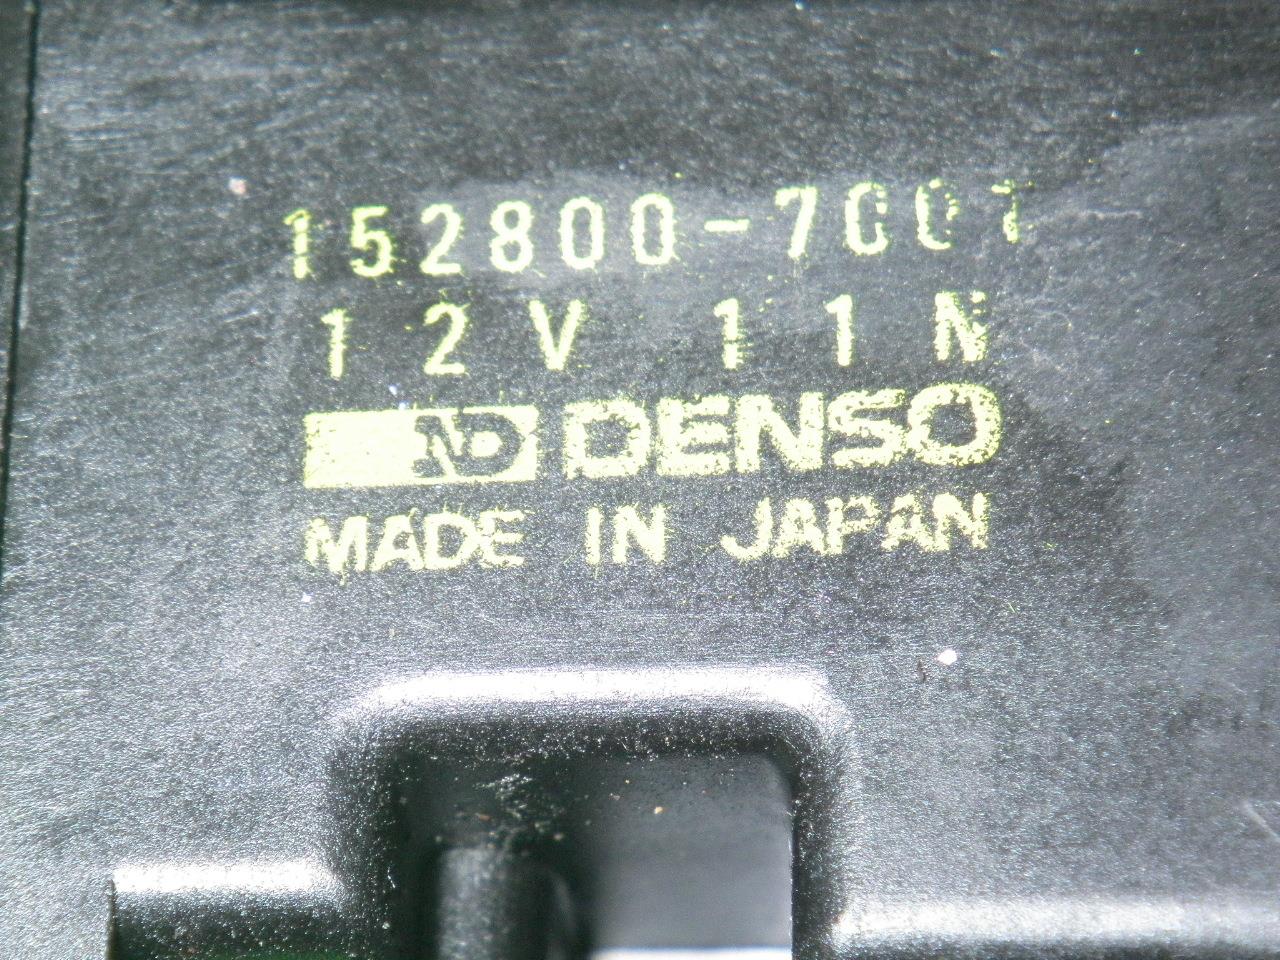 152800-7001
12V 11N
ND DENSO
MADE IN JAPAN